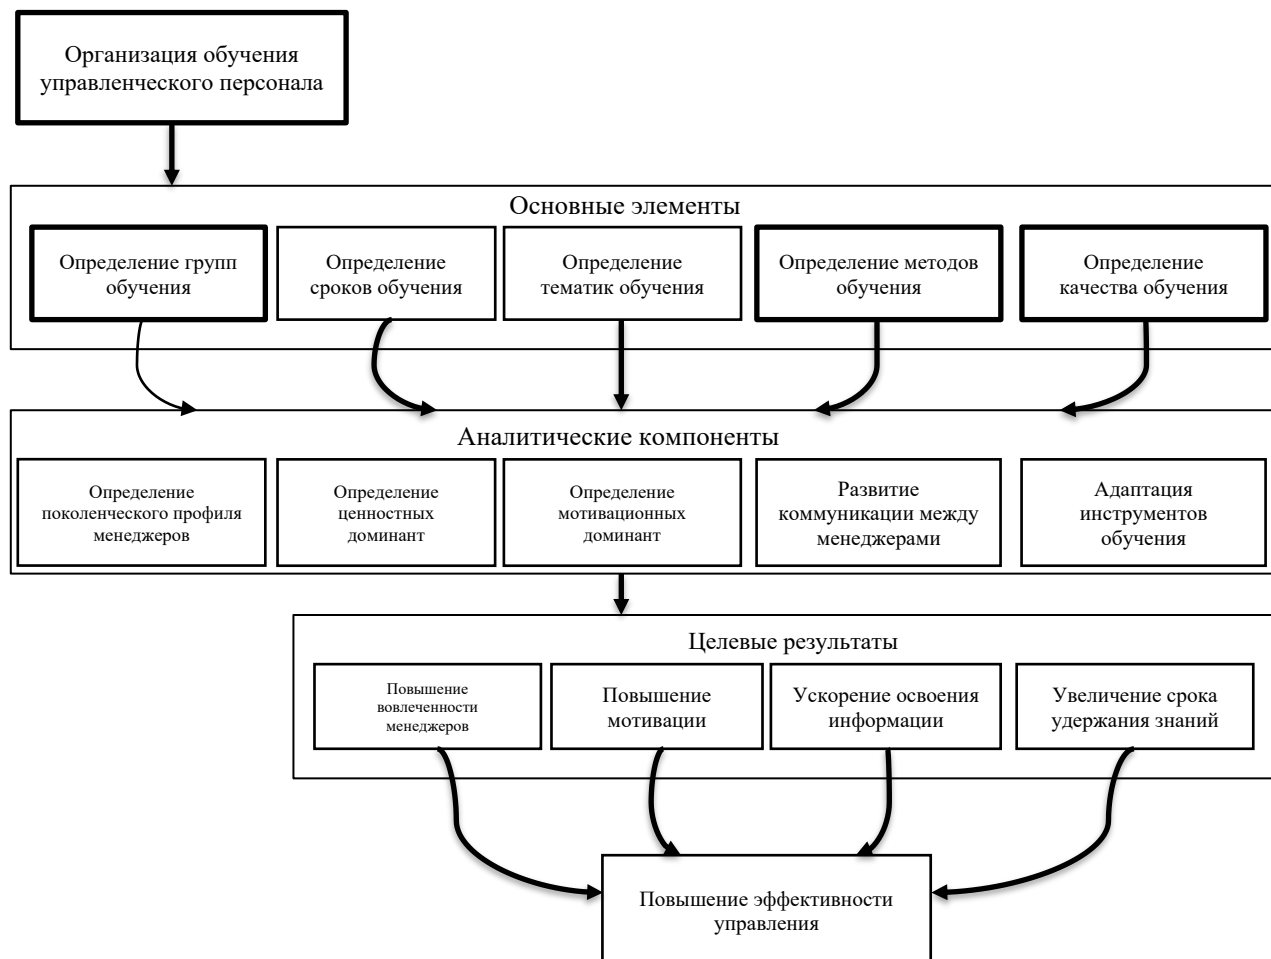 Организация обучения
управленческого персонала
Основные элементы
Определение групп
обучения
Определение
сроков обучения
Определение
тематик обучения
Определение методов
обучения
Определение
качества обучения
Аналитические компоненты
Определение
поколенческого профиля
менеджеров
Определение
ценностных
доминант
Определение
мотивационных
доминант
Развитие
коммуникации между
менеджерами
Адаптация
инструментов
обучения
Целевые результаты
Повышение
вовлеченности
менеджеров
Повышение
мотивации
Ускорение освоения
информации
Увеличение срока
удержания знаний
Повышение эффективности
управления